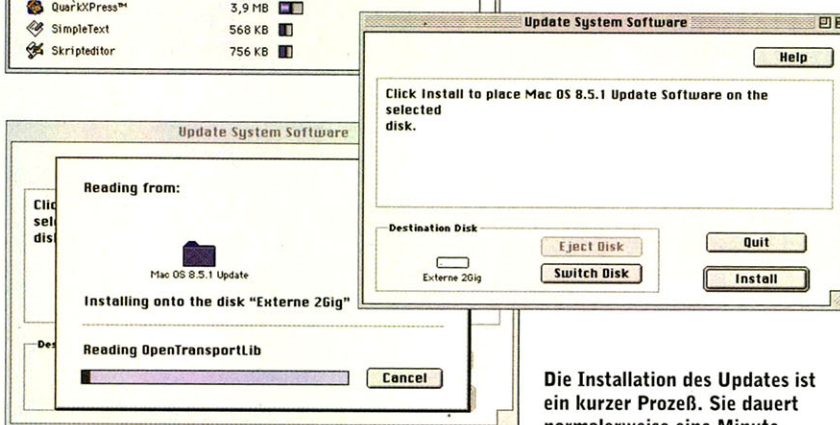 QuarkXPress™ 3,9 MB
SimpleText 568 KB
Skripteditor 756 KB
Update System Software
Help
Click Install to place Mac OS 8.5.1 Update Software on the
selected
disk.
Destination Disk
Externe 2Gig
Eject Disk
Switch Disk
Quit
Install
Update System Software
Clic
sele
disl
Des
Reading from:
Mac OS 8.5.1 Update
Installing onto the disk "Externe 2Gig"
Reading OpenTransportLib
Cancel
Die Installation des Updates ist
ein kurzer Prozeß. Sie dauert
normalerweise eine Minute